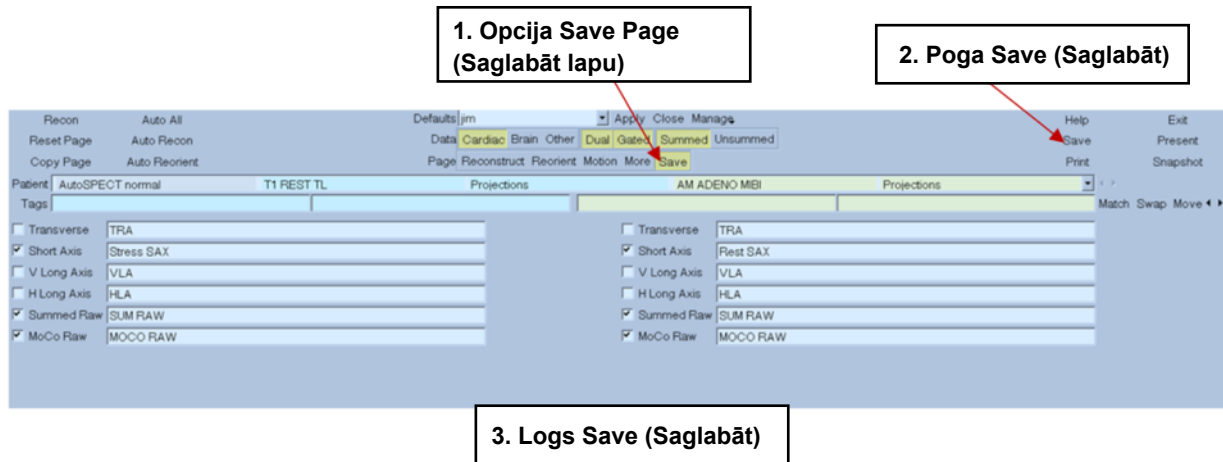 1. Opcija Save Page
(Saglabāt lapu)
2. Poga Save (Saglabāt)
Recon Auto All Defaults jim Apply Close Manage Help Exit
Reset Page Auto Recon Data Cardiac Brain Other Dual Gated Summed Unsummed Save Present
Copy Page Auto Reorient Page Reconstruct Reorient Motion More Save Print Snapshot
Patient AutoSPECT normal T1 REST TL Projections AM ADENO MIBI Projections
Tags Match Swap Move
Transverse TRA Transverse TRA
Short Axis Stress SAX Short Axis Rest SAX
V Long Axis VLA V Long Axis VLA
H Long Axis HLA H Long Axis HLA
Summed Raw SUM RAW Summed Raw SUM RAW
MoCo Raw MOCO RAW MoCo Raw MOCO RAW
3. Logs Save (Saglabāt)